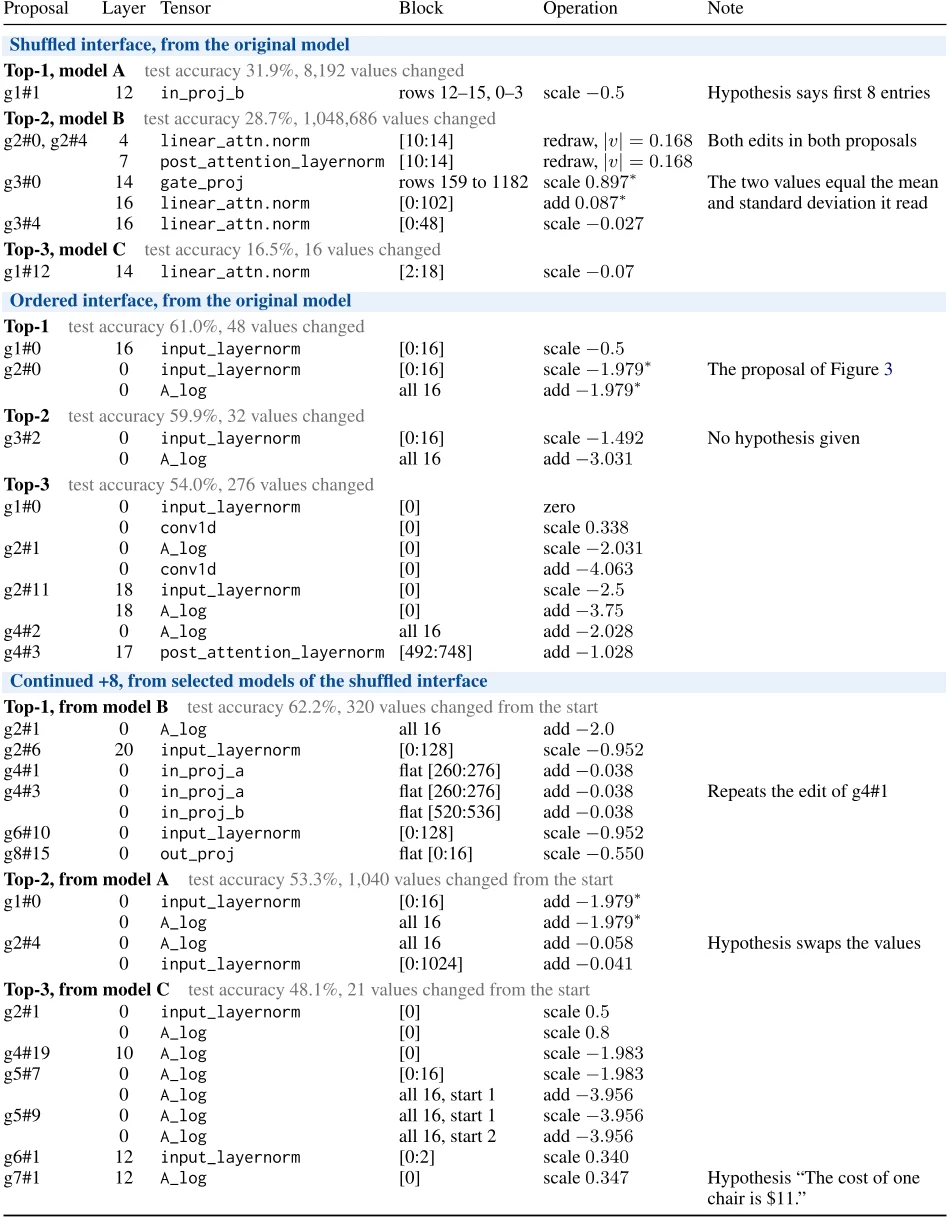 Proposal Layer Tensor Block Operation Note
Shuffled interface, from the original model
Top-1, model A test accuracy 31.9%, 8,192 values changed
g1#1 12 in_proj_b rows 12–15, 0–3 scale −0.5 Hypothesis says first 8 entries
Top-2, model B test accuracy 28.7%, 1,048,686 values changed
g2#0, g2#4 4 linear_attn.norm [10:14] redraw, |v| = 0.168 Both edits in both proposals
7 post_attention_layernorm [10:14] redraw, |v| = 0.168
g3#0 14 gate_proj rows 159 to 1182 scale 0.897* The two values equal the mean
16 linear_attn.norm [0:102] add 0.087* and standard deviation it read
g3#4 16 linear_attn.norm [0:48] scale −0.027
Top-3, model C test accuracy 16.5%, 16 values changed
g1#12 14 linear_attn.norm [2:18] scale −0.07
Ordered interface, from the original model
Top-1 test accuracy 61.0%, 48 values changed
g1#0 16 input_layernorm [0:16] scale −0.5
g2#0 0 input_layernorm [0:16] scale −1.979* The proposal of Figure 3
0 A_log all 16 add −1.979*
Top-2 test accuracy 59.9%, 32 values changed
g3#2 0 input_layernorm [0:16] scale −1.492 No hypothesis given
0 A_log all 16 add −3.031
Top-3 test accuracy 54.0%, 276 values changed
g1#0 0 input_layernorm [0] zero
0 conv1d [0] scale 0.338
g2#1 0 A_log [0] scale −2.031
0 conv1d [0] add −4.063
g2#11 18 input_layernorm [0] scale −2.5
18 A_log [0] add −3.75
g4#2 0 A_log all 16 add −2.028
g4#3 17 post_attention_layernorm [492:748] add −1.028
Continued +8, from selected models of the shuffled interface
Top-1, from model B test accuracy 62.2%, 320 values changed from the start
g2#1 0 A_log all 16 add −2.0
g2#6 20 input_layernorm [0:128] scale −0.952
g4#1 0 in_proj_a flat [260:276] add −0.038
g4#3 0 in_proj_a flat [260:276] add −0.038 Repeats the edit of g4#1
0 in_proj_b flat [520:536] add −0.038
g6#10 0 input_layernorm [0:128] scale −0.952
g8#15 0 out_proj flat [0:16] scale −0.550
Top-2, from model A test accuracy 53.3%, 1,040 values changed from the start
g1#0 0 input_layernorm [0:16] add −1.979*
0 A_log all 16 add −1.979*
g2#4 0 A_log all 16 add −0.058 Hypothesis swaps the values
0 input_layernorm [0:1024] add −0.041
Top-3, from model C test accuracy 48.1%, 21 values changed from the start
g2#1 0 input_layernorm [0] scale 0.5
0 A_log [0] scale 0.8
g4#19 10 A_log [0] scale −1.983
g5#7 0 A_log [0:16] scale −1.983
0 A_log all 16, start 1 add −3.956
g5#9 0 A_log all 16, start 1 scale −3.956
0 A_log all 16, start 2 add −3.956
g6#1 12 input_layernorm [0:2] scale 0.340
g7#1 12 A_log [0] scale 0.347 Hypothesis “The cost of one
chair is $11.”